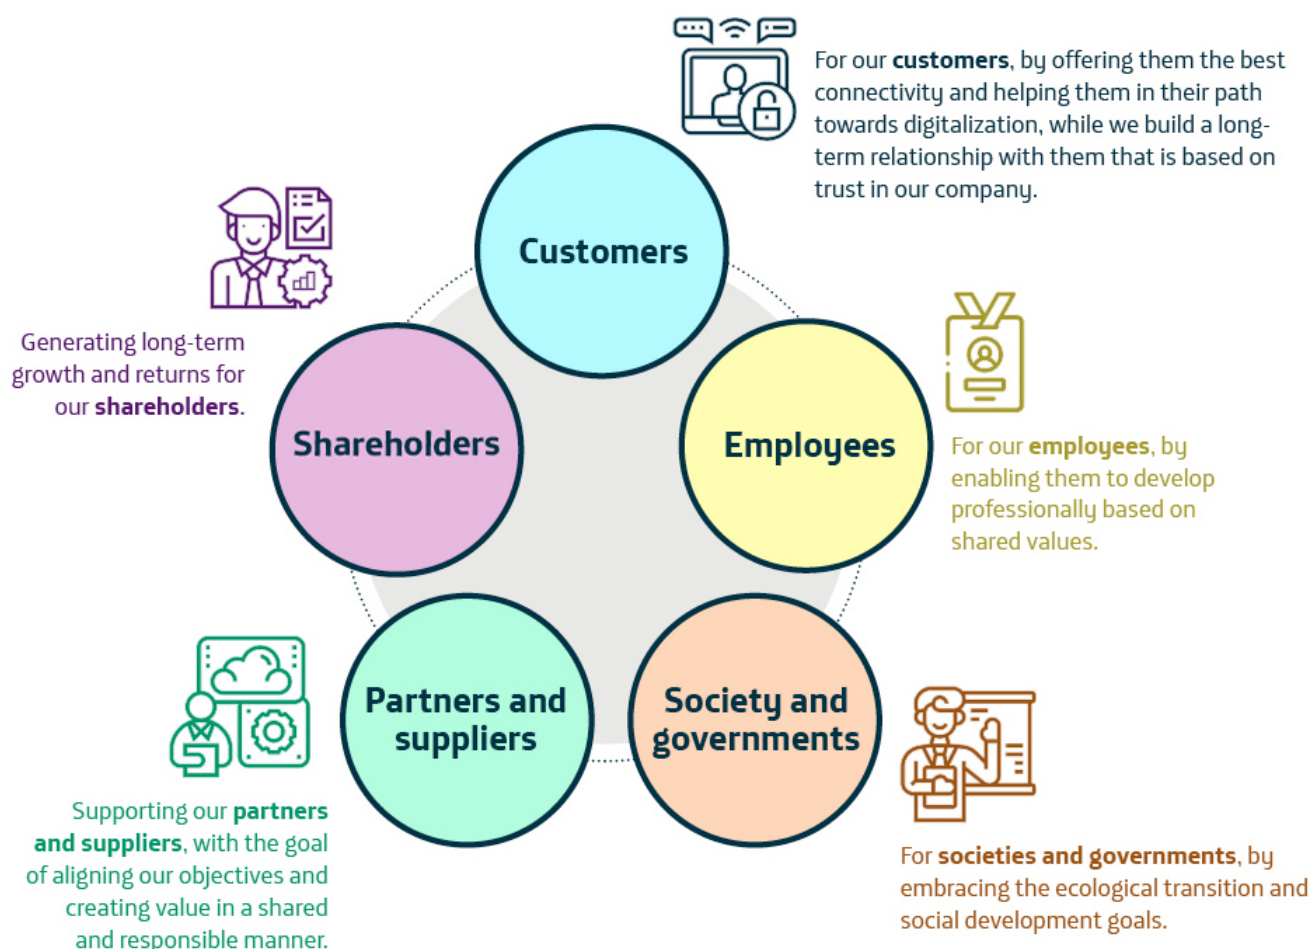 For our customers, by offering them the best
connectivity and helping them in their path
towards digitalization, while we build a long-
term relationship with them that is based on
trust in our company.
Customers
Generating long-term
growth and returns for
our shareholders.
Shareholders
Employees
For our employees, by
enabling them to develop
professionally based on
shared values.
Partners and
suppliers
Society and
governments
Supporting our partners
and suppliers, with the goal
of aligning our objectives and
creating value in a shared
and responsible manner.
For societies and governments, by
embracing the ecological transition and
social development goals.